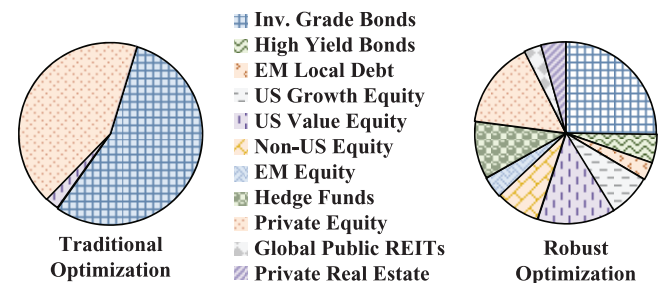 Inv. Grade Bonds
High Yield Bonds
EM Local Debt
US Growth Equity
US Value Equity
Non-US Equity
EM Equity
Hedge Funds
Private Equity
Global Public REITs
Private Real Estate
Traditional
Optimization
Robust
Optimization